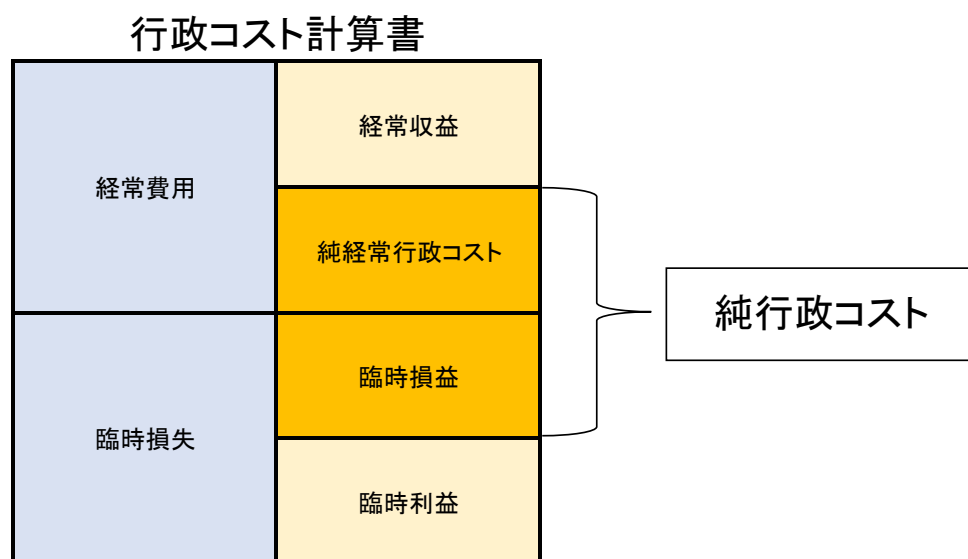 行政コスト計算書
経常費用
経常収益
純経常行政コスト
臨時損失
臨時損益
臨時利益
純行政コスト